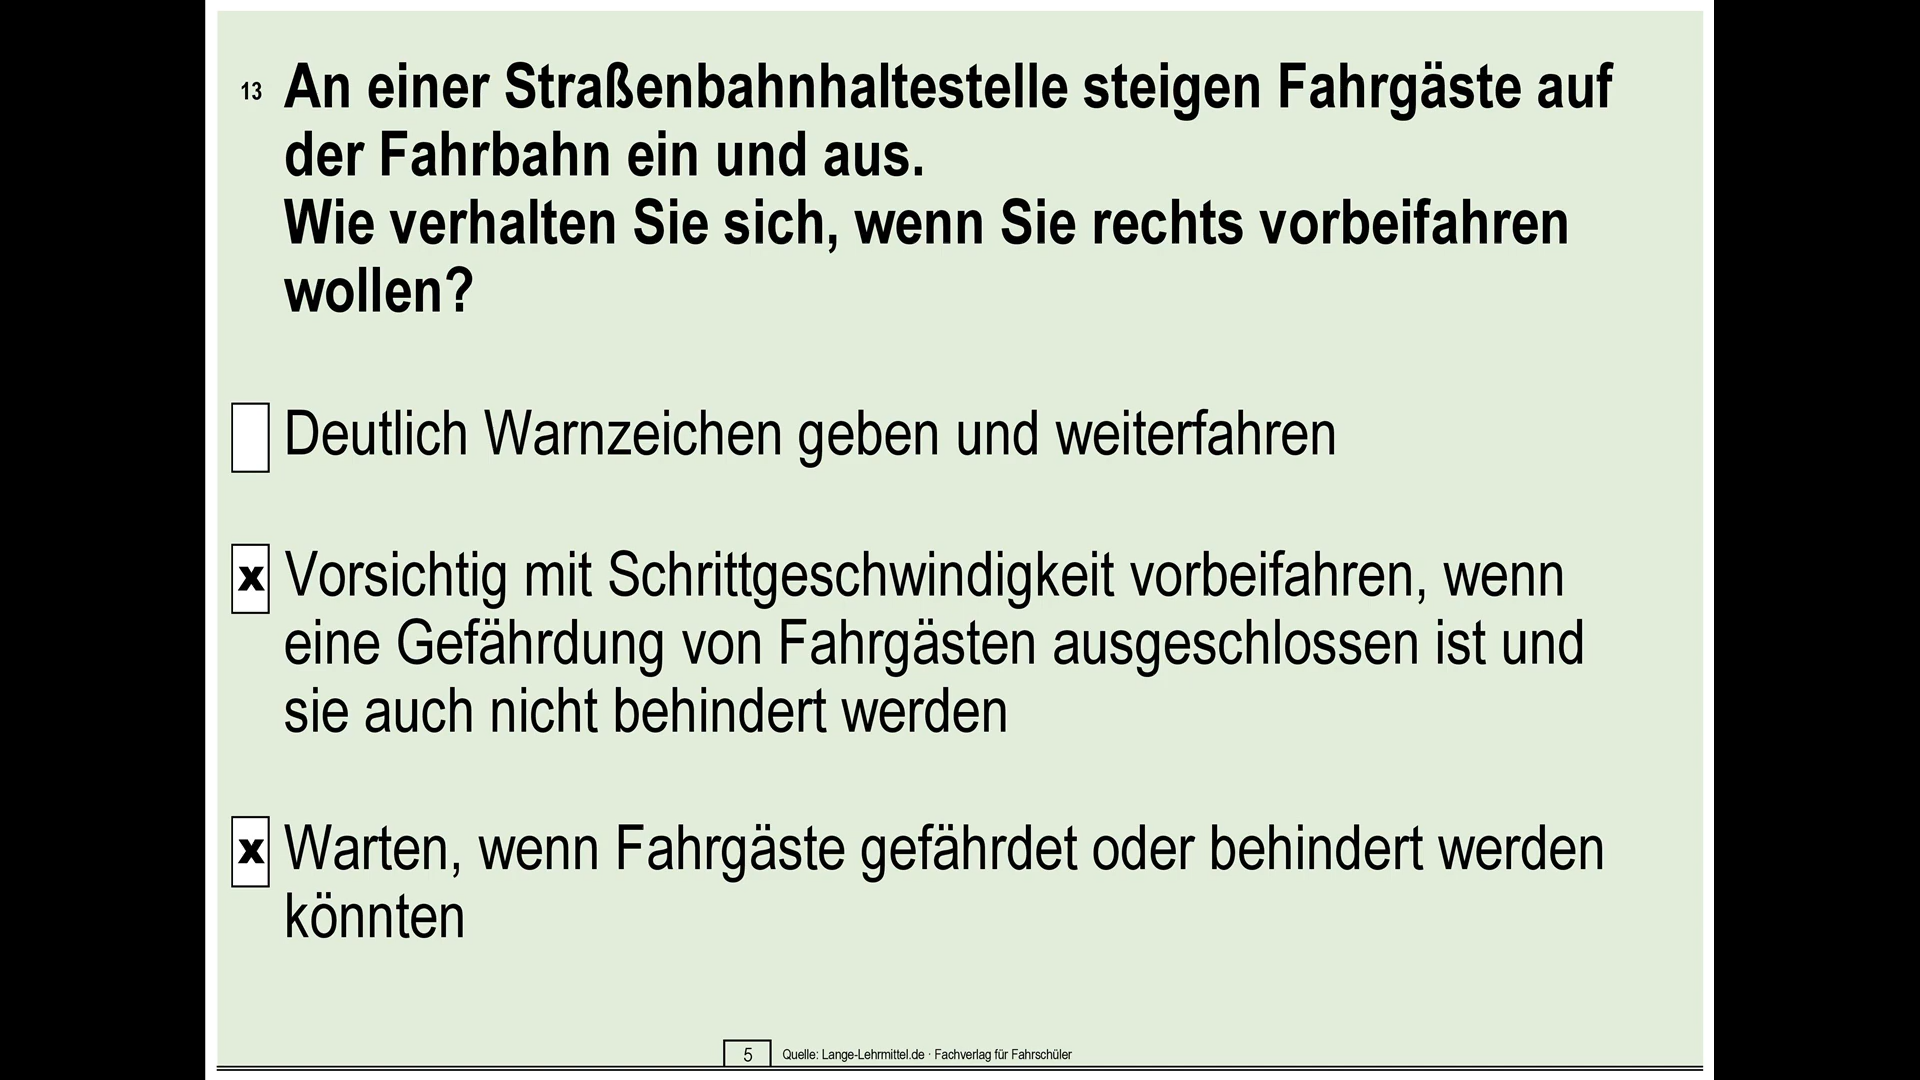 13 An einer Straßenbahnhaltestelle steigen Fahrgäste auf
der Fahrbahn ein und aus.
Wie verhalten Sie sich, wenn Sie rechts vorbeifahren
wollen?
Deutlich Warnzeichen geben und weiterfahren
x Vorsichtig mit Schrittgeschwindigkeit vorbeifahren, wenn
eine Gefährdung von Fahrgästen ausgeschlossen ist und
sie auch nicht behindert werden
x Warten, wenn Fahrgäste gefährdet oder behindert werden
könnten
5 Quelle: Lange-Lehrmittel.de · Fachverlag für Fahrschüler